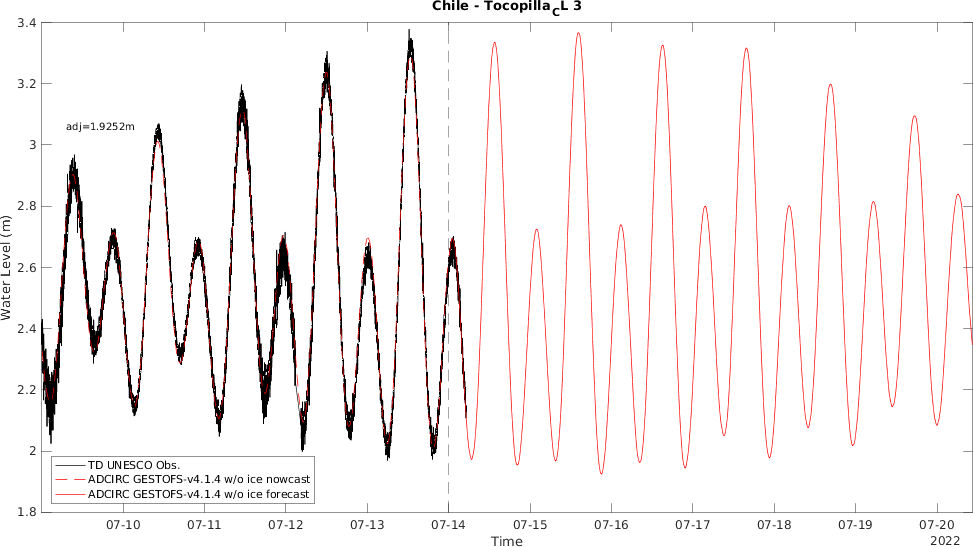 Chile - Tocopilla_CL 3
3.4
3.2
3
2.8
2.6
2.4
2.2
2
1.8
Water Level (m)
adj=1.9252m
TD UNESCO Obs.
ADCIRC GESTOFS-v4.1.4 w/o ice nowcast
ADCIRC GESTOFS-v4.1.4 w/o ice forecast
07-10 07-11 07-12 07-13 07-14 07-15 07-16 07-17 07-18 07-19 07-20
Time
2022